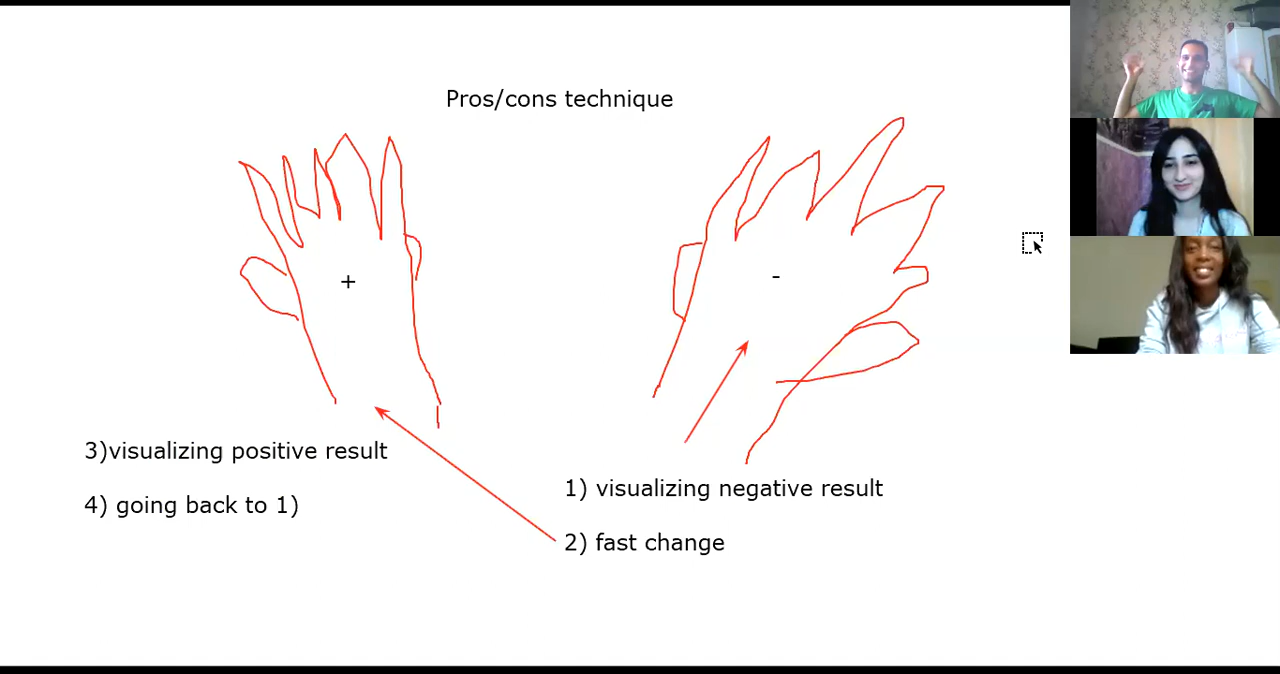 Pros/cons technique
+
-
3)visualizing positive result
4) going back to 1)
1) visualizing negative result
2) fast change